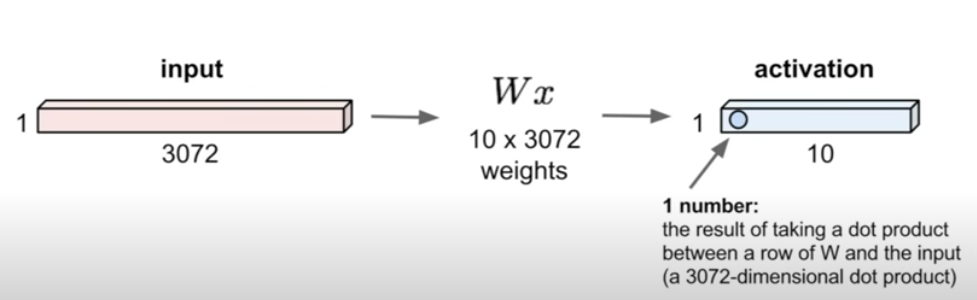 input
1
3072
Wx
10 x 3072
weights
activation
1
10
1 number:
the result of taking a dot product
between a row of W and the input
(a 3072-dimensional dot product)